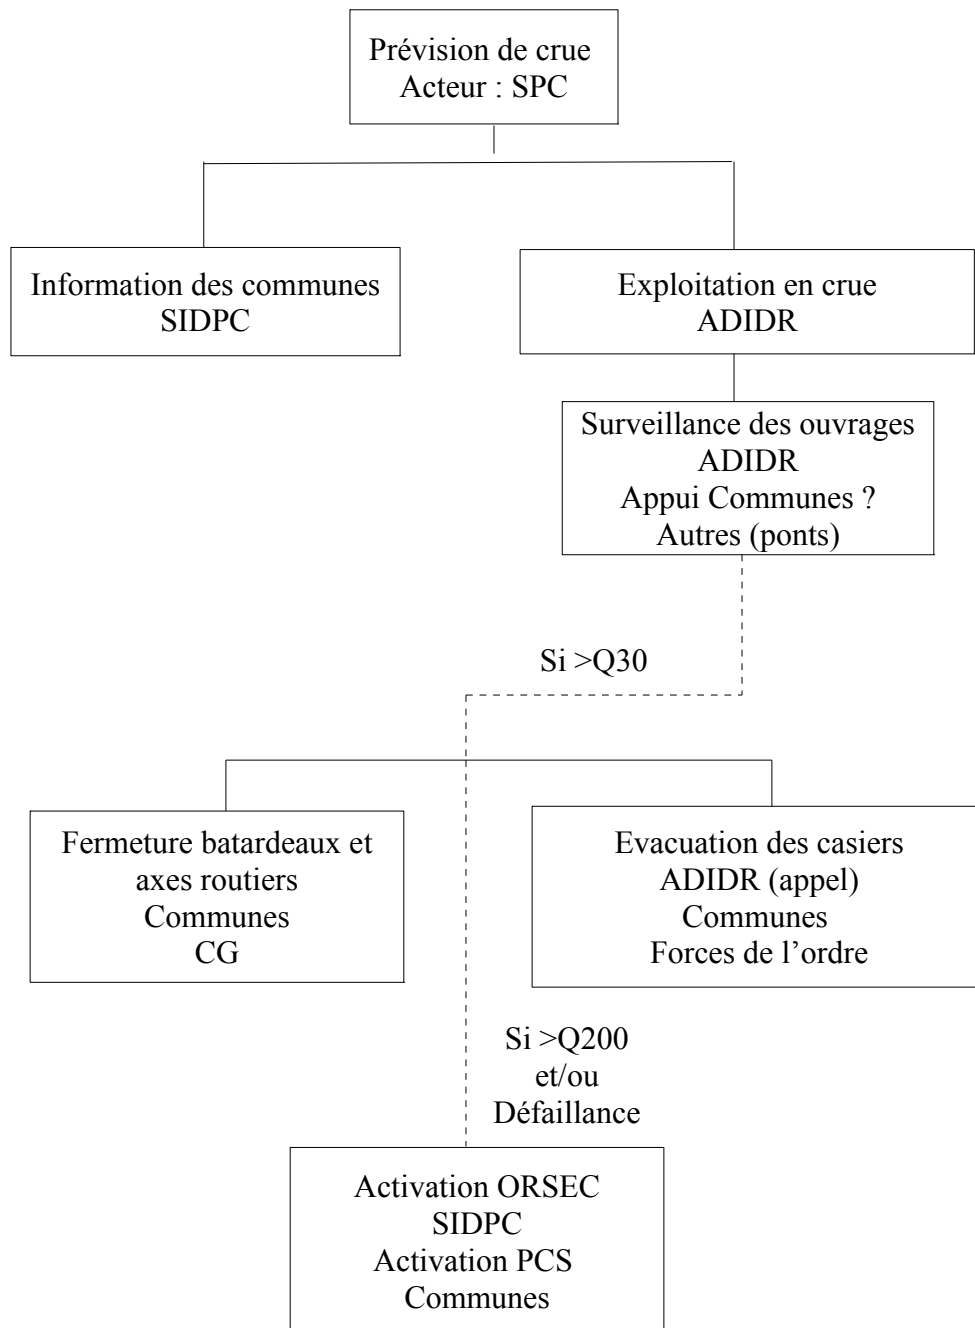 Prévision de crue
Acteur : SPC
Information des communes
SIDPC
Exploitation en crue
ADIDR
Surveillance des ouvrages
ADIDR
Appui Communes ?
Autres (ponts)
Si >Q30
Fermeture batardeaux et
axes routiers
Communes
CG
Evacuation des casiers
ADIDR (appel)
Communes
Forces de l’ordre
Si >Q200
et/ou
Défaillance
Activation ORSEC
SIDPC
Activation PCS
Communes